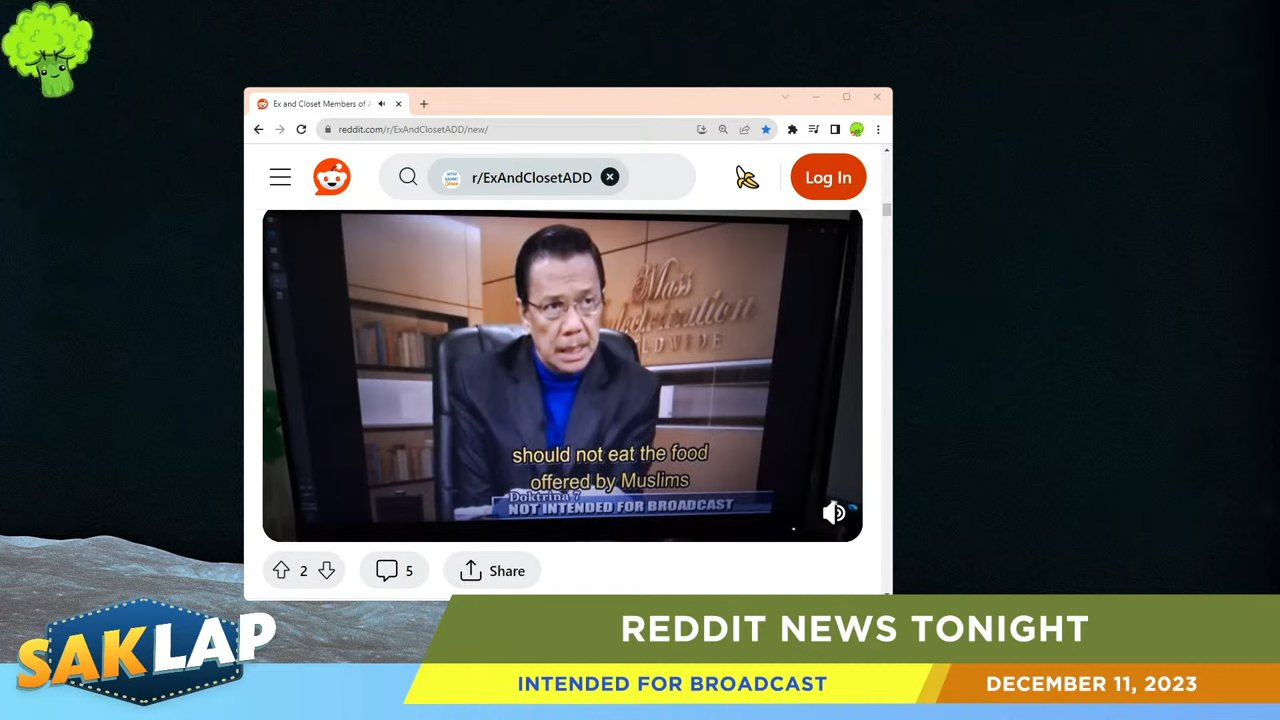 Ex and Closet Members of A
reddit.com/r/ExAndClosetADD/new/
r/ExAndClosetADD
Log In
Mass
WORLDWIDE
should not eat the food
offered by Muslims
Doktrina 7
NOT INTENDED FOR BROADCAST
2
5
Share
SAKLAP
REDDIT NEWS TONIGHT
INTENDED FOR BROADCAST
DECEMBER 11, 2023